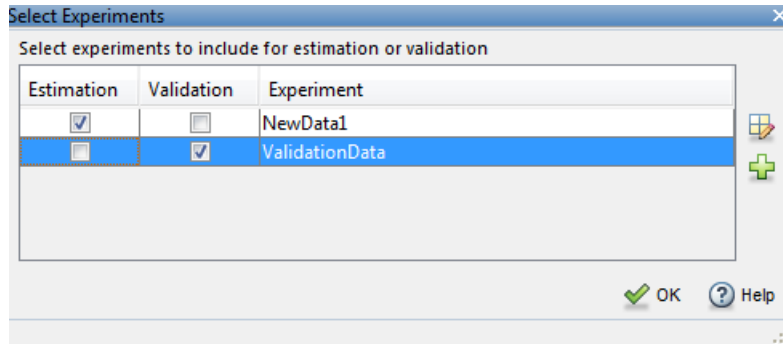 Select Experiments
Select experiments to include for estimation or validation
Estimation Validation Experiment
NewData1
ValidationData
OK Help